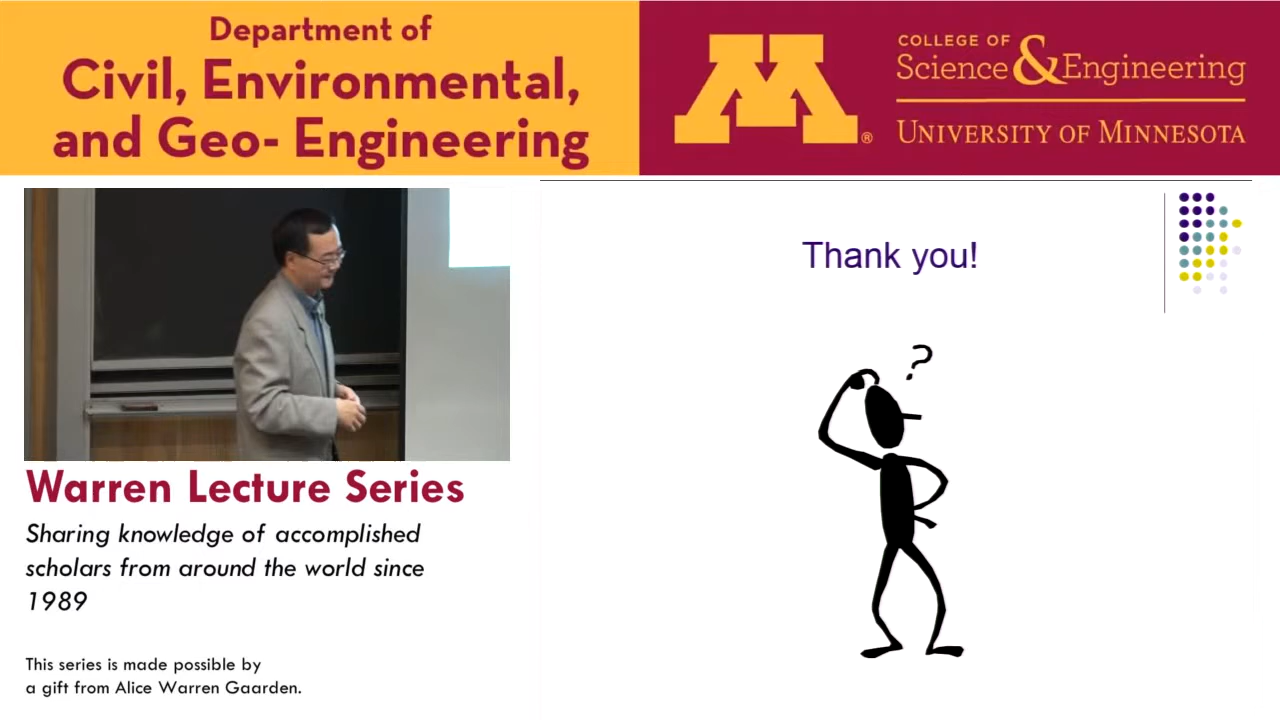 Department of
Civil, Environmental,
and Geo- Engineering
M®
COLLEGE OF
Science & Engineering
UNIVERSITY OF MINNESOTA
Thank you!
?
Warren Lecture Series
Sharing knowledge of accomplished
scholars from around the world since
1989
This series is made possible by
a gift from Alice Warren Gaarden.